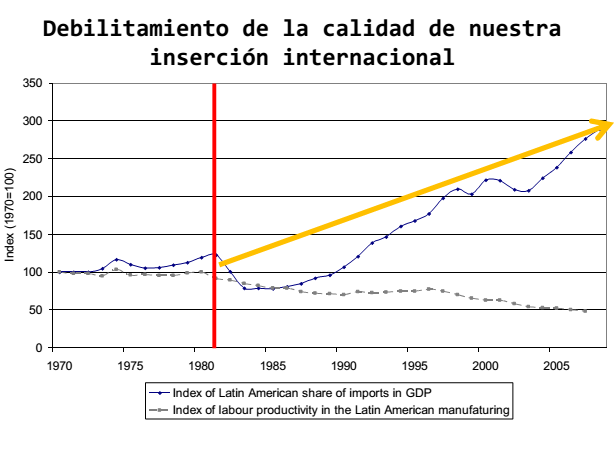 Debilitamiento de la calidad de nuestra
inserción internacional
350
300
250
200
150
100
50
0
Index (1970=100)
1970 1975 1980 1985 1990 1995 2000 2005
Index of Latin American share of imports in GDP
Index of labour productivity in the Latin American manufaturing